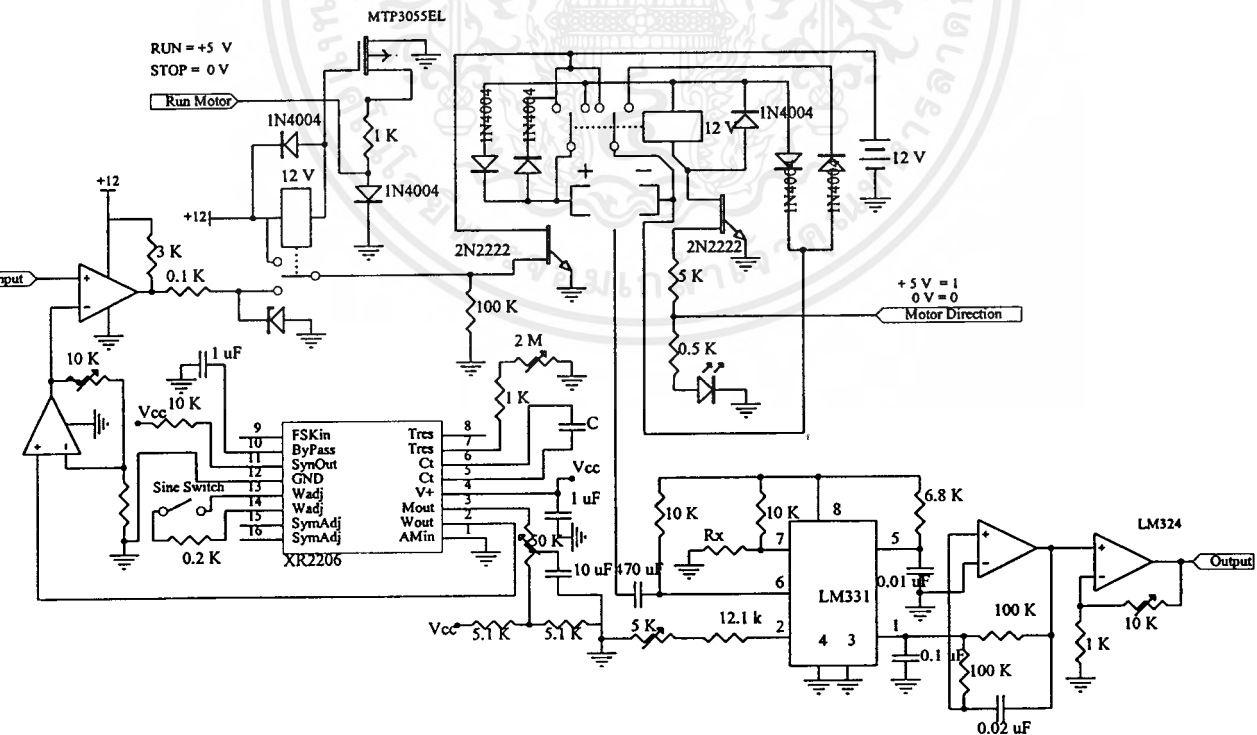 MTP3055EL
RUN = +5 V
STOP = 0 V
Run Motor
1N4004
1 K
12 V
1N4004
+12
+12
3 K
0.1 K
put
1N4004
1N4004
12 V
1N4004
1N4004
1N4004
12 V
+
−
2N2222
2N2222
5 K
100 K
+ 5 V = 1
0 V = 0
Motor Direction
0.5 K
+
−
10 K
1 uF
2 M
1 K
Vcc
10 K
C
+
−
9 FSKin
10 ByPass
11 SynOut
12 GND
13 Wadj
14 Wadj
15 SymAdj
16 SymAdj
Tres 8
Tres 7
Ct 6
Ct 5
V+ 4
Mout 3
Wout 2
AMin 1
XR2206
Sine Switch
0.2 K
Vcc
1 uF
50 K
10 uF
470 uF
Vcc
5.1 K
5.1 K
5 K
12.1 k
10 K
10 K
Rx
6.8 K
8
7
6
2
5
1
4 3
LM331
0.01 uF
0.1 uF
100 K
100 K
0.02 uF
+
−
LM324
Output
10 K
1 K